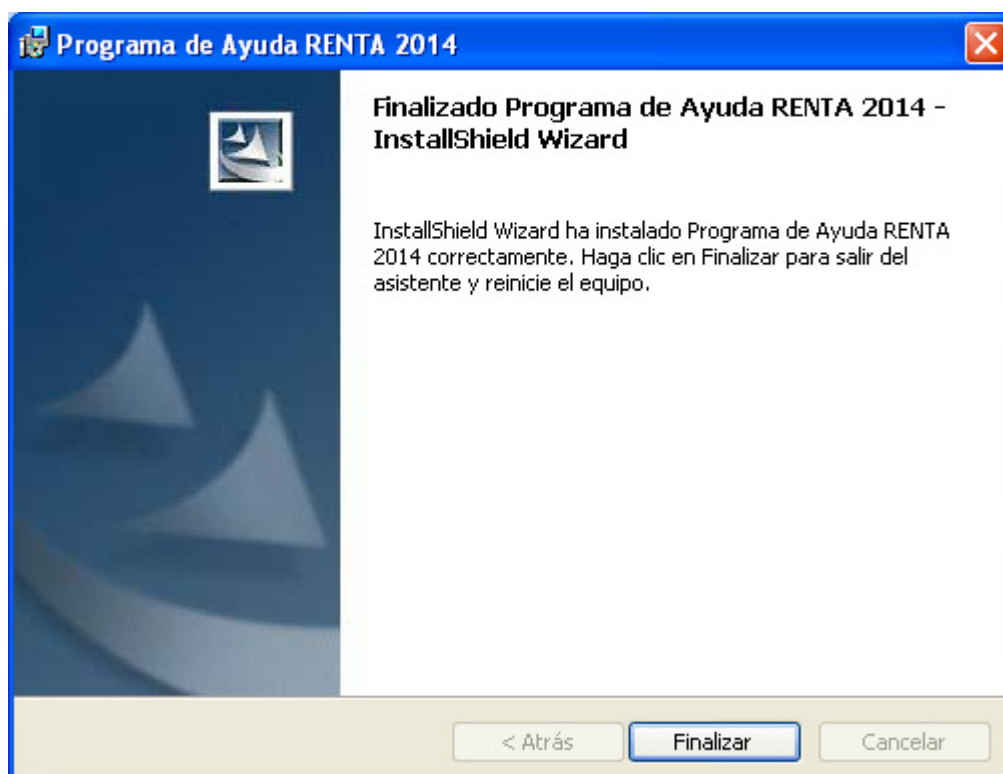 Programa de Ayuda RENTA 2014
Finalizado Programa de Ayuda RENTA 2014 -
InstallShield Wizard
InstallShield Wizard ha instalado Programa de Ayuda RENTA
2014 correctamente. Haga clic en Finalizar para salir del
asistente y reinicie el equipo.
< Atrás
Finalizar
Cancelar